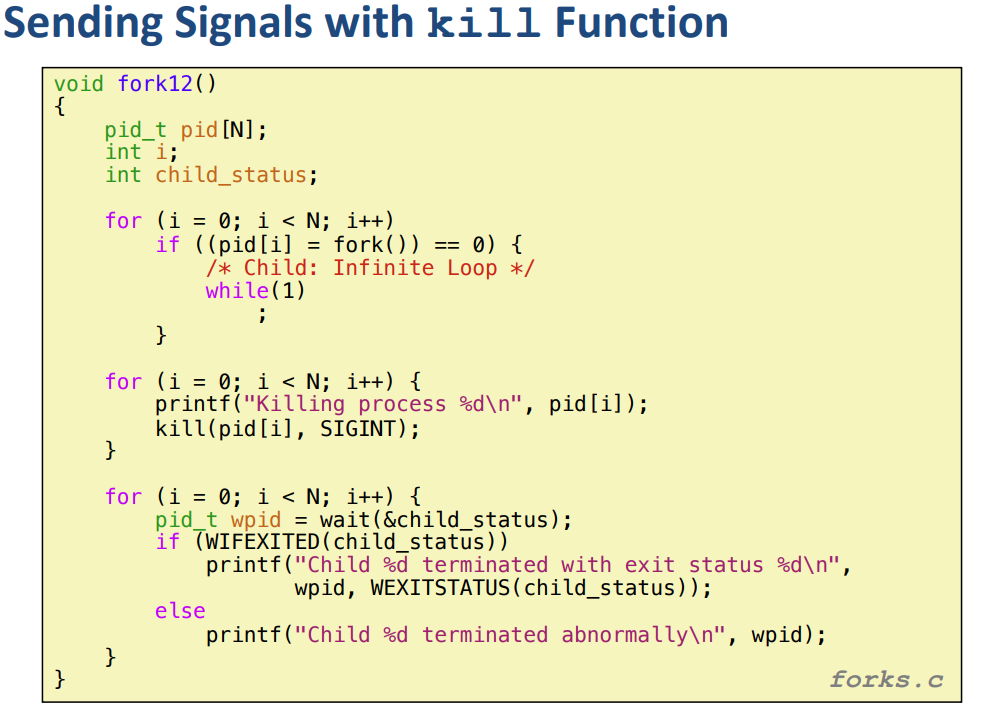 Sending Signals with kill Function
void fork12()
{
    pid_t pid[N];
    int i;
    int child_status;

    for (i = 0; i < N; i++)
        if ((pid[i] = fork()) == 0) {
            /* Child: Infinite Loop */
            while(1)
                ;
        }

    for (i = 0; i < N; i++) {
        printf("Killing process %d\n", pid[i]);
        kill(pid[i], SIGINT);
    }

    for (i = 0; i < N; i++) {
        pid_t wpid = wait(&child_status);
        if (WIFEXITED(child_status))
            printf("Child %d terminated with exit status %d\n",
                   wpid, WEXITSTATUS(child_status));
        else
            printf("Child %d terminated abnormally\n", wpid);
    }
}
forks.c